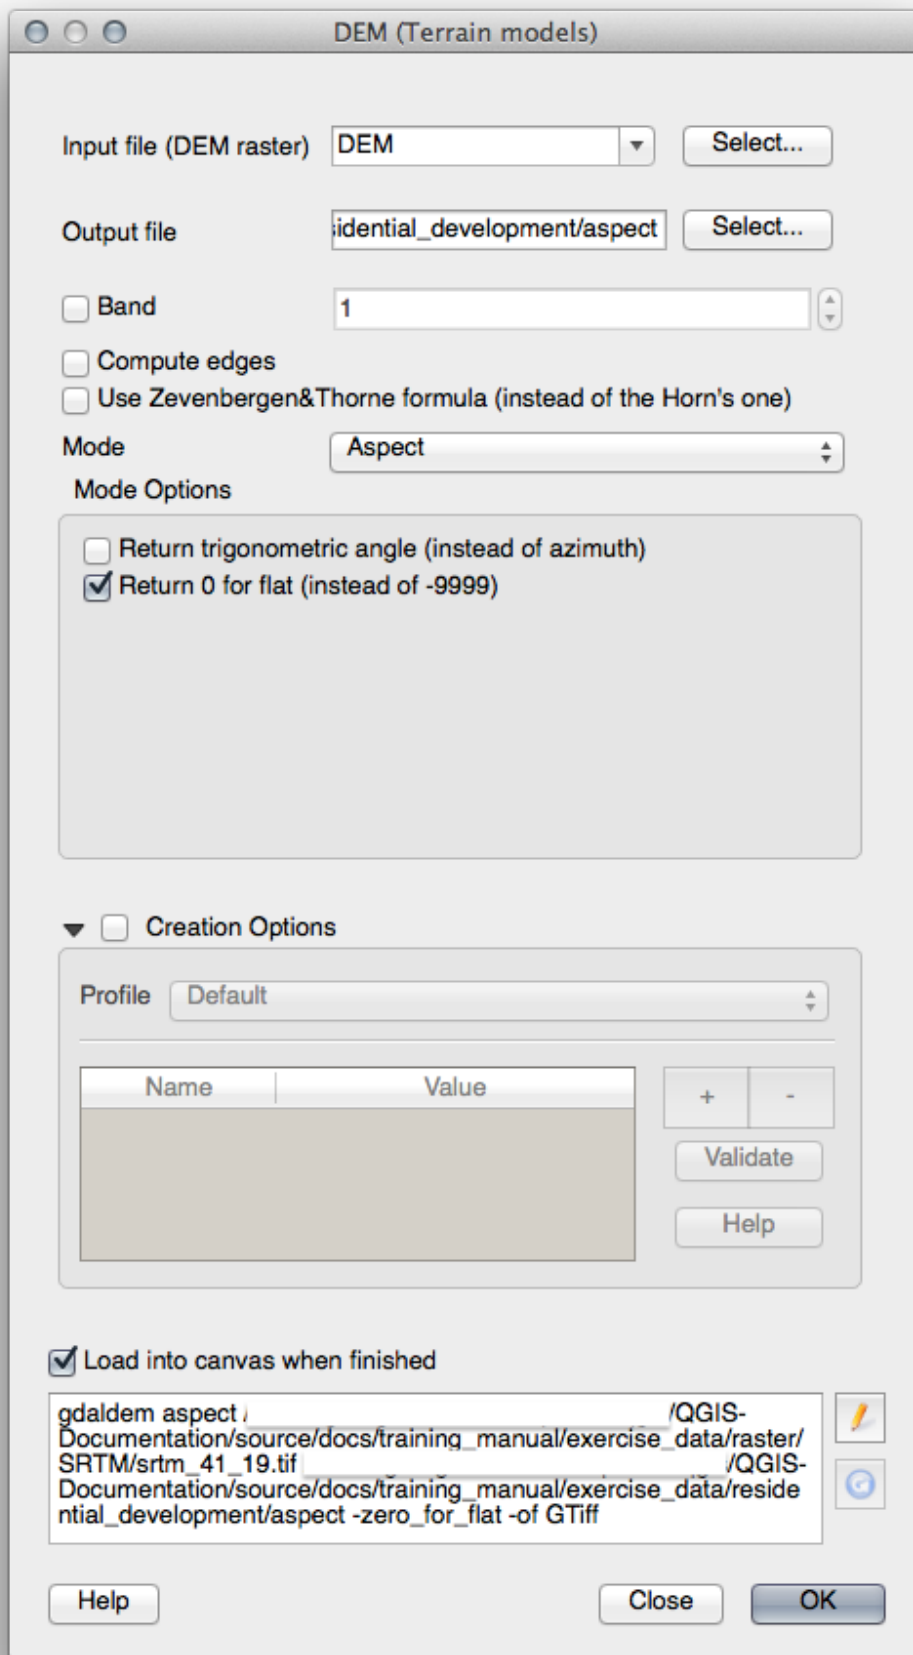 DEM (Terrain models)
Input file (DEM raster) DEM Select...
Output file sidential_development/aspect Select...
Band 1
Compute edges
Use Zevenbergen&Thorne formula (instead of the Horn's one)
Mode Aspect
Mode Options
Return trigonometric angle (instead of azimuth)
Return 0 for flat (instead of -9999)
Creation Options
Profile Default
Name Value + -
Validate
Help
Load into canvas when finished
gdaldem aspect /QGIS-
Documentation/source/docs/training_manual/exercise_data/raster/
SRTM/srtm_41_19.tif /QGIS-
Documentation/source/docs/training_manual/exercise_data/reside
ntial_development/aspect -zero_for_flat -of GTiff
Help Close OK